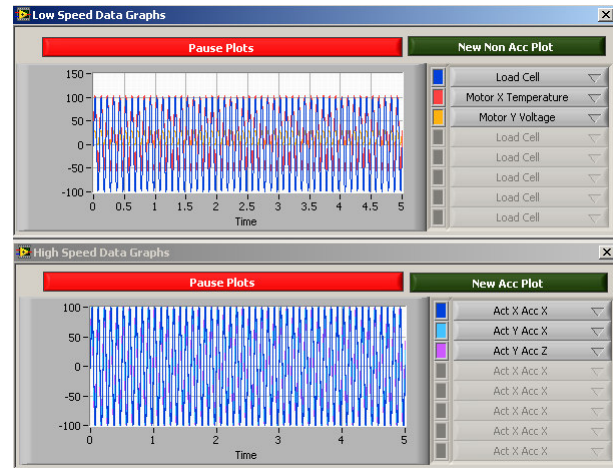 Low Speed Data Graphs
Pause Plots
New Non Acc Plot
150
100
50
0
-50
-100
0 0.5 1 1.5 2 2.5 3 3.5 4 4.5 5
Time
Load Cell
Motor X Temperature
Motor Y Voltage
Load Cell
Load Cell
Load Cell
Load Cell
Load Cell
High Speed Data Graphs
Pause Plots
New Acc Plot
100
50
0
-50
-100
0 1 2 3 4 5
Time
Act X Acc X
Act Y Acc X
Act Y Acc Z
Act X Acc X
Act X Acc X
Act X Acc X
Act X Acc X
Act X Acc X